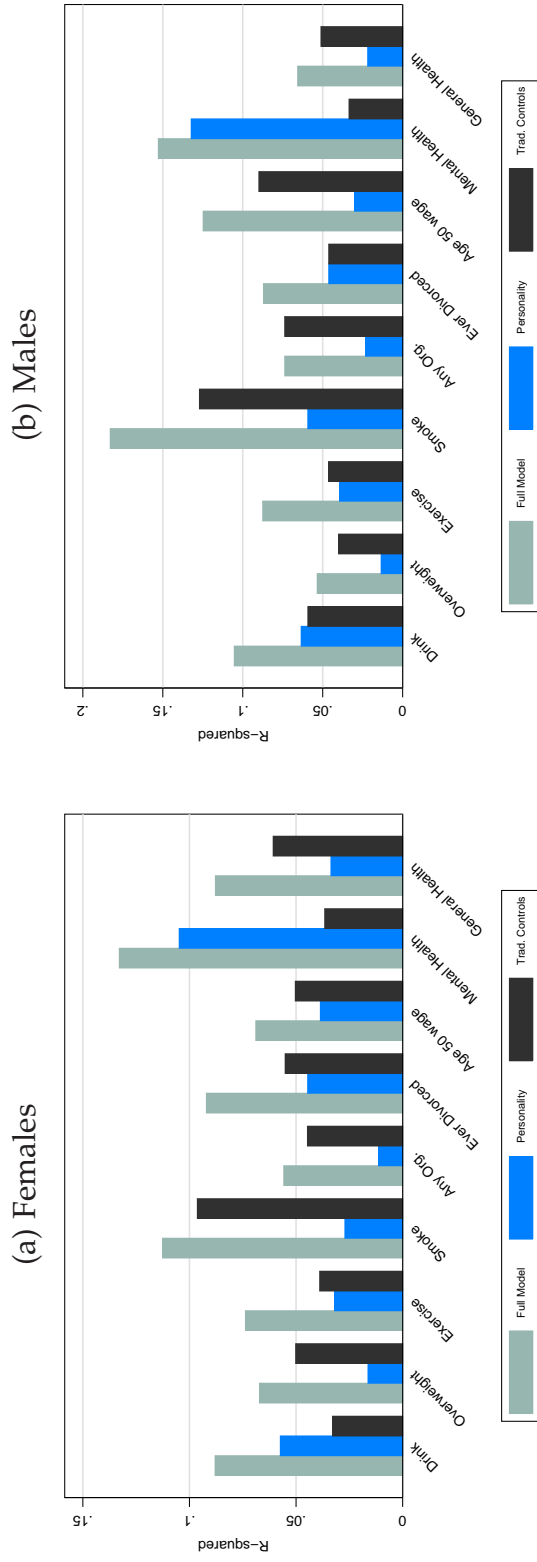 (a) Females
.15
.1
.05
0
R−squared
Drink
Overweight
Exercise
Smoke
Any Org.
Ever Divorced
Age 50 wage
Mental Health
General Health
Full Model
Personality
Trad. Controls
(b) Males
.2
.15
.1
.05
0
R−squared
Drink
Overweight
Exercise
Smoke
Any Org.
Ever Divorced
Age 50 wage
Mental Health
General Health
Full Model
Personality
Trad. Controls